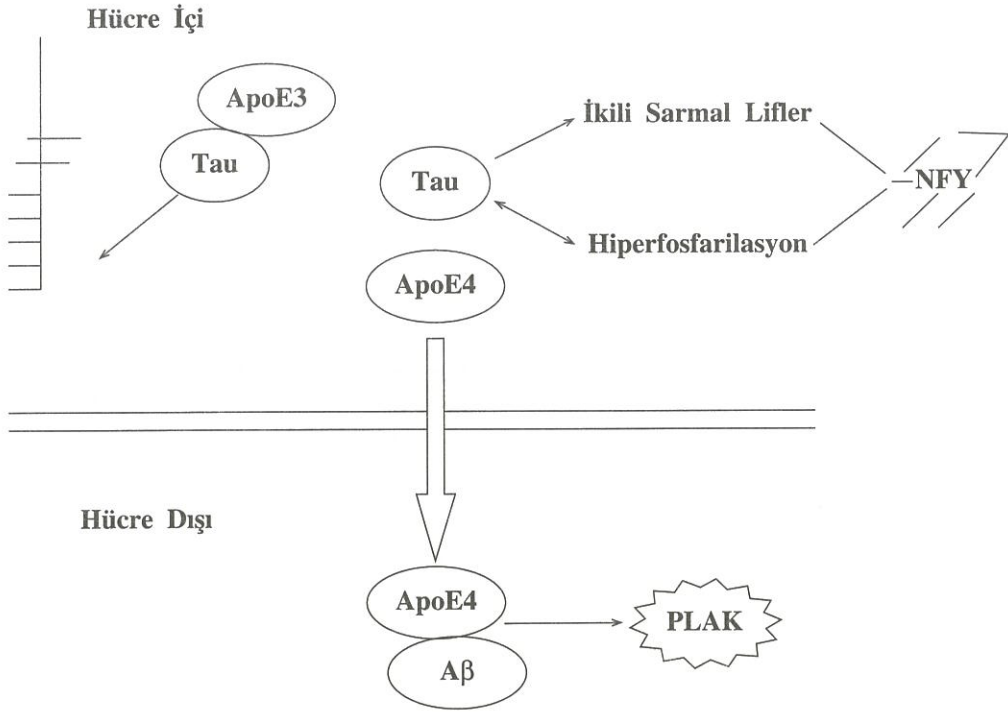 Hücre İçi
ApoE3
Tau
Tau
ApoE4
İkili Sarmal Lifler
Hiperfosfarilasyon
NFY
Hücre Dışı
ApoE4
Aβ
PLAK